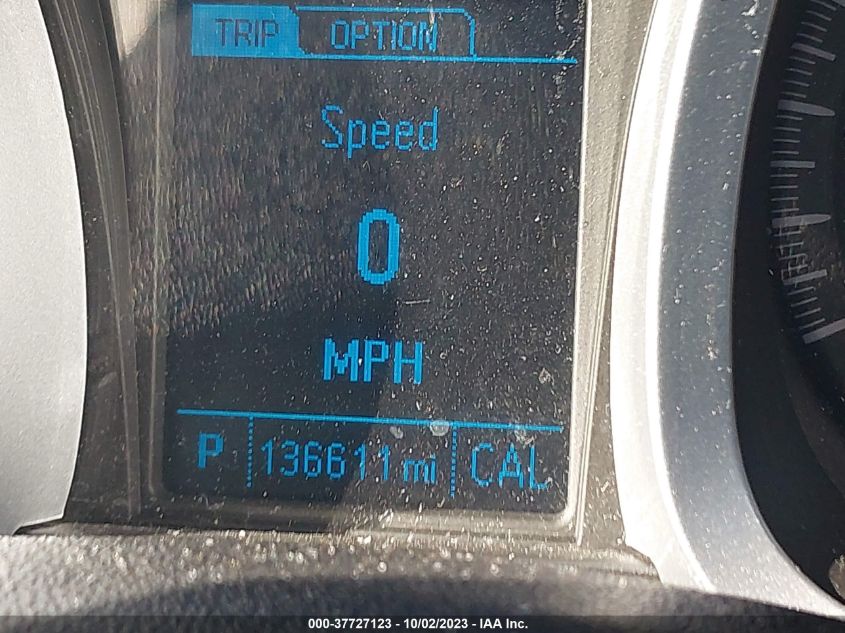 TRIP OPTION
Speed
0
MPH
P 136611 mi CAL
000-37727123 - 10/02/2023 - IAA Inc.